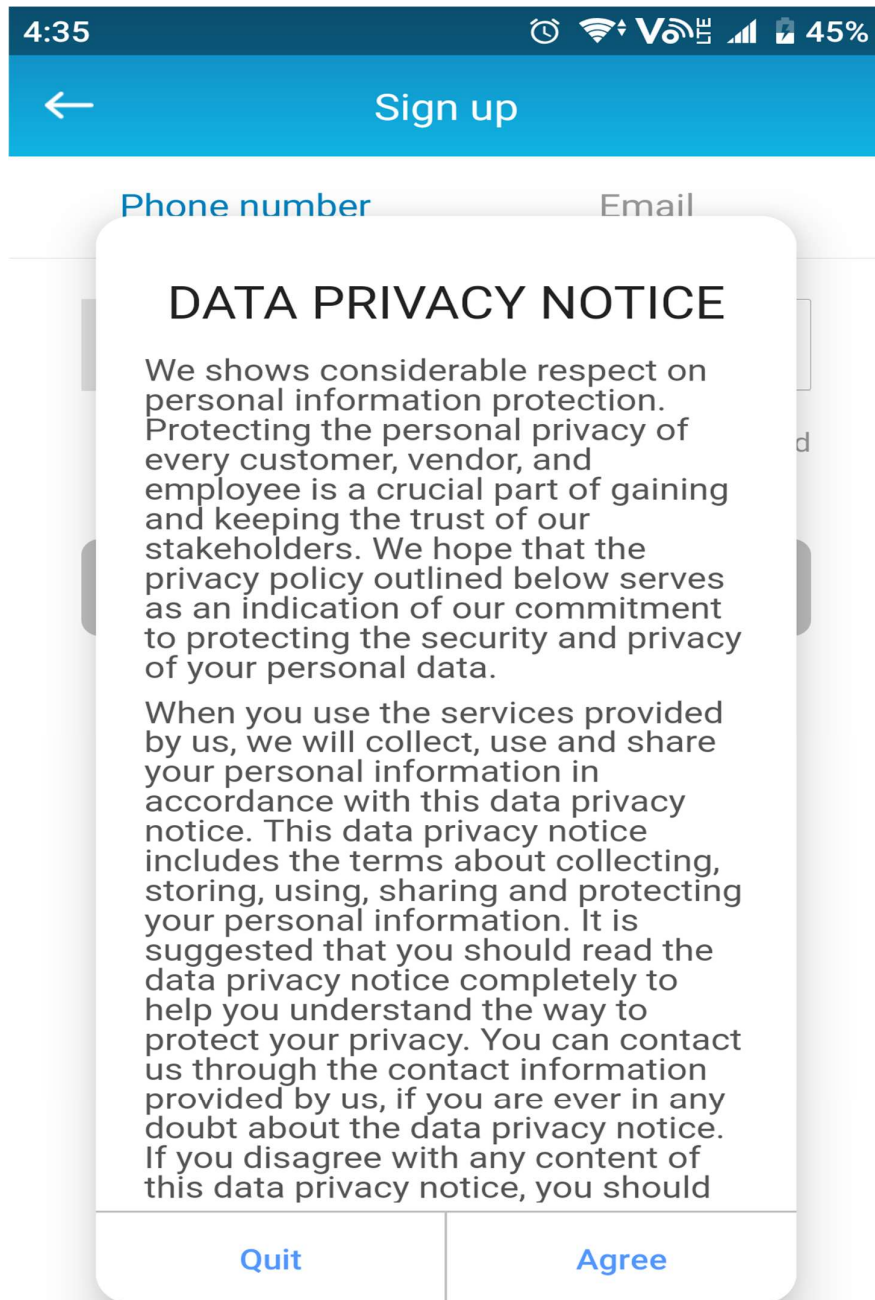 4:35 VoLTE 45%
Sign up
Phone number Email
DATA PRIVACY NOTICE
We shows considerable respect on
personal information protection.
Protecting the personal privacy of
every customer, vendor, and
employee is a crucial part of gaining
and keeping the trust of our
stakeholders. We hope that the
privacy policy outlined below serves
as an indication of our commitment
to protecting the security and privacy
of your personal data.
When you use the services provided
by us, we will collect, use and share
your personal information in
accordance with this data privacy
notice. This data privacy notice
includes the terms about collecting,
storing, using, sharing and protecting
your personal information. It is
suggested that you should read the
data privacy notice completely to
help you understand the way to
protect your privacy. You can contact
us through the contact information
provided by us, if you are ever in any
doubt about the data privacy notice.
If you disagree with any content of
this data privacy notice, you should
Quit Agree